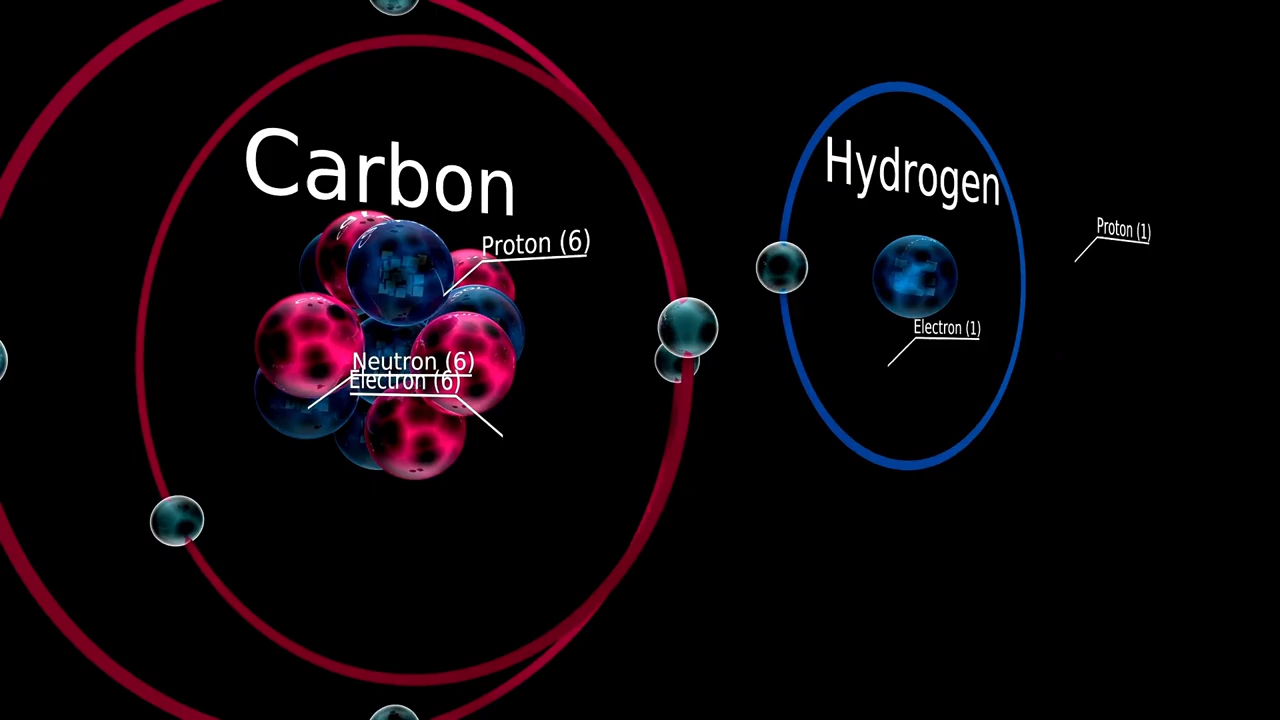 Carbon
Proton (6)
Neutron (6)
Electron (6)
Hydrogen
Proton (1)
Electron (1)